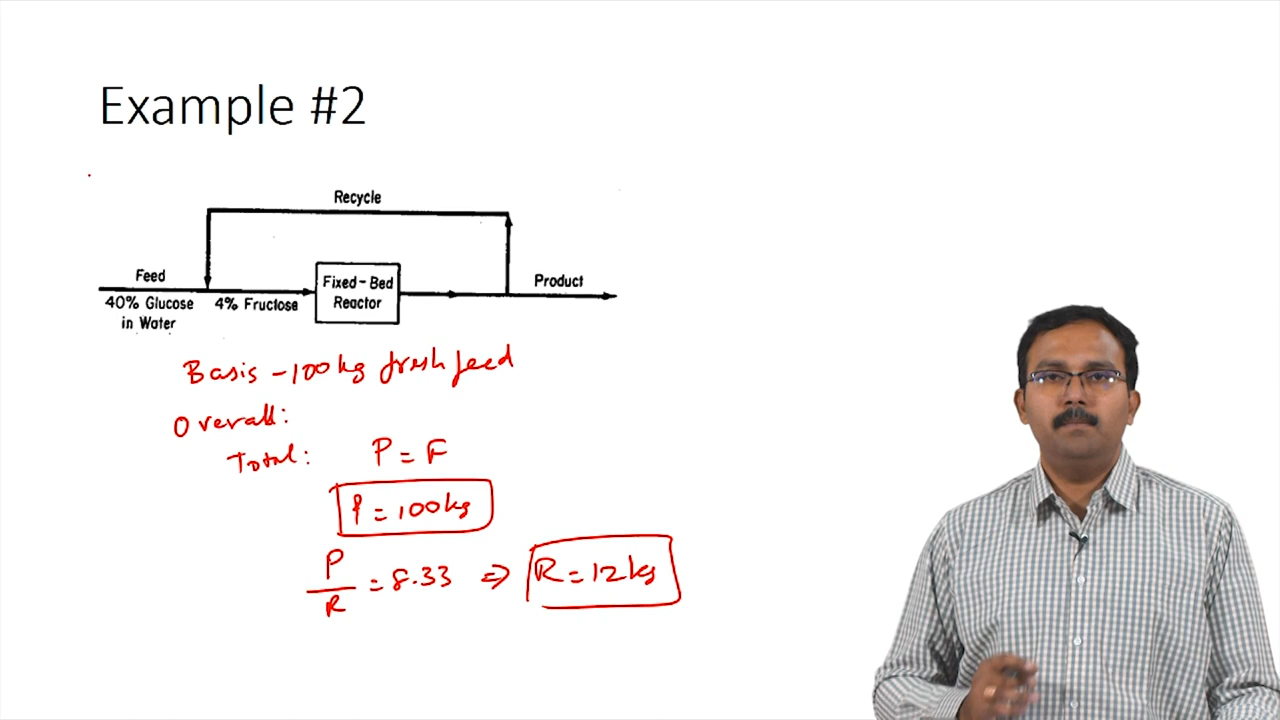 Example #2
Recycle
Feed
40% Glucose
in Water
4% Fructose
Fixed-Bed
Reactor
Product
Basis - 100 kg fresh feed
Overall:
Total: P = F
P = 100 kg
P/R = 8.33 ⇒ R = 12 kg